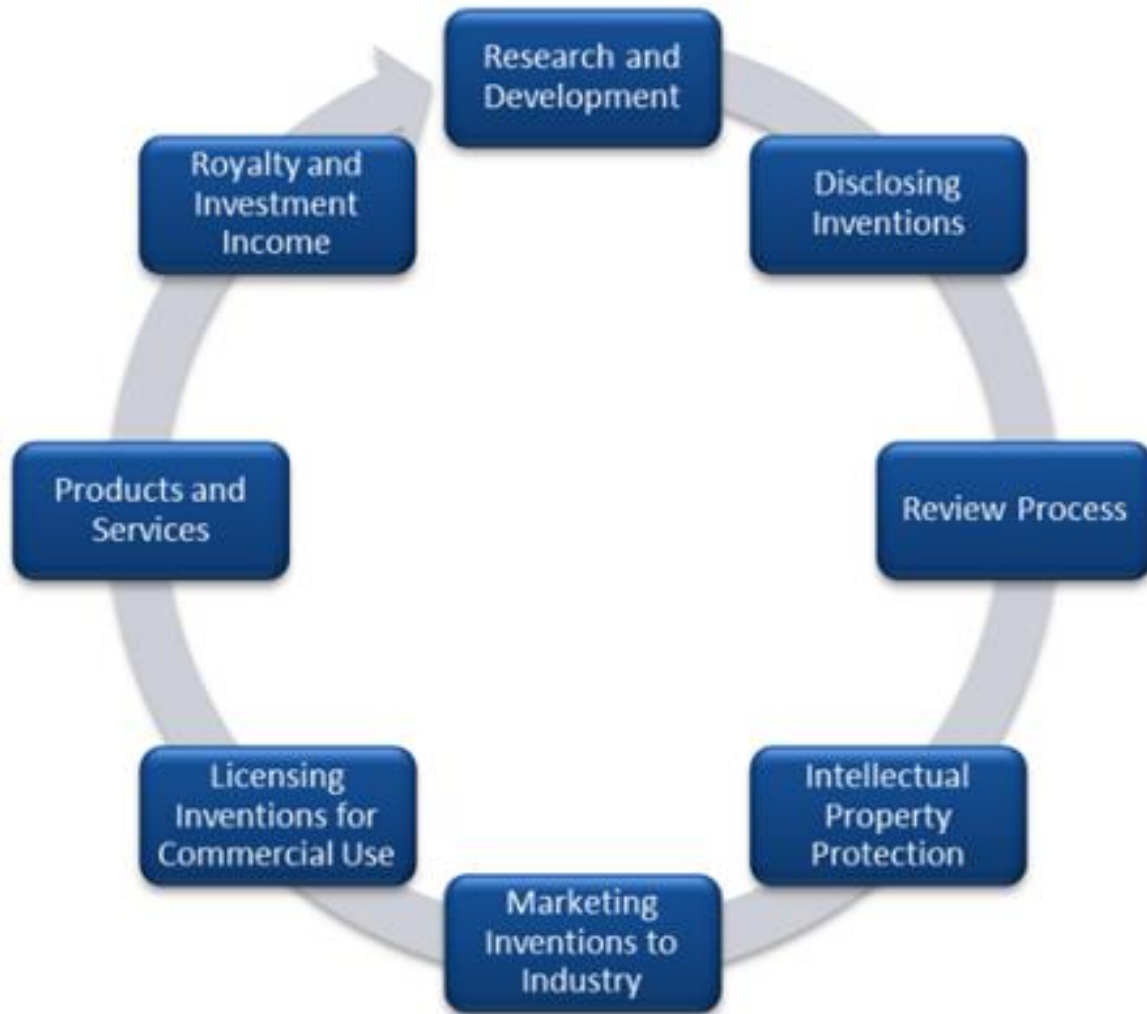 Research and
Development
Disclosing
Inventions
Review Process
Intellectual
Property
Protection
Marketing
Inventions to
Industry
Licensing
Inventions for
Commercial Use
Products and
Services
Royalty and
Investment
Income